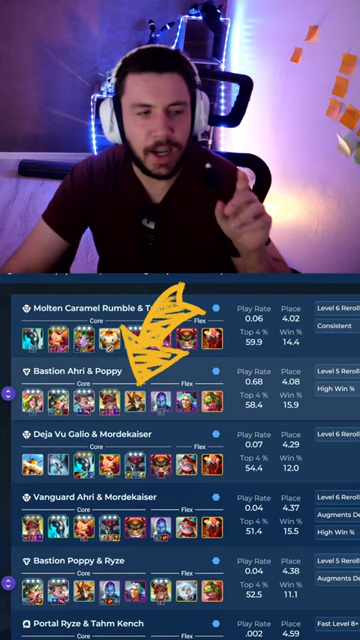 Molten Caramel Rumble & T
Core
Flex
Play Rate
Place
0.06
4.02
Top 4 %
Win %
59.9
14.4
Level 6 Reroll
Consistent
Bastion Ahri & Poppy
Core
Flex
Play Rate
Place
0.68
4.08
Top 4 %
Win %
58.4
15.9
Level 5 Reroll
High Win %
Deja Vu Galio & Mordekaiser
Core
Flex
Play Rate
Place
0.07
4.29
Top 4 %
Win %
54.4
12.0
Level 6 Reroll
Vanguard Ahri & Mordekaiser
Core
Flex
Play Rate
Place
0.04
4.37
Top 4 %
Win %
51.4
15.5
Level 6 Reroll
Augments De
High Win %
Bastion Poppy & Ryze
Core
Flex
Play Rate
Place
0.04
4.38
Top 4 %
Win %
52.5
11.1
Level 5 Reroll
Augments De
Portal Ryze & Tahm Kench
Core
Flex
Play Rate
Place
.002
4.59
Fast Level 8